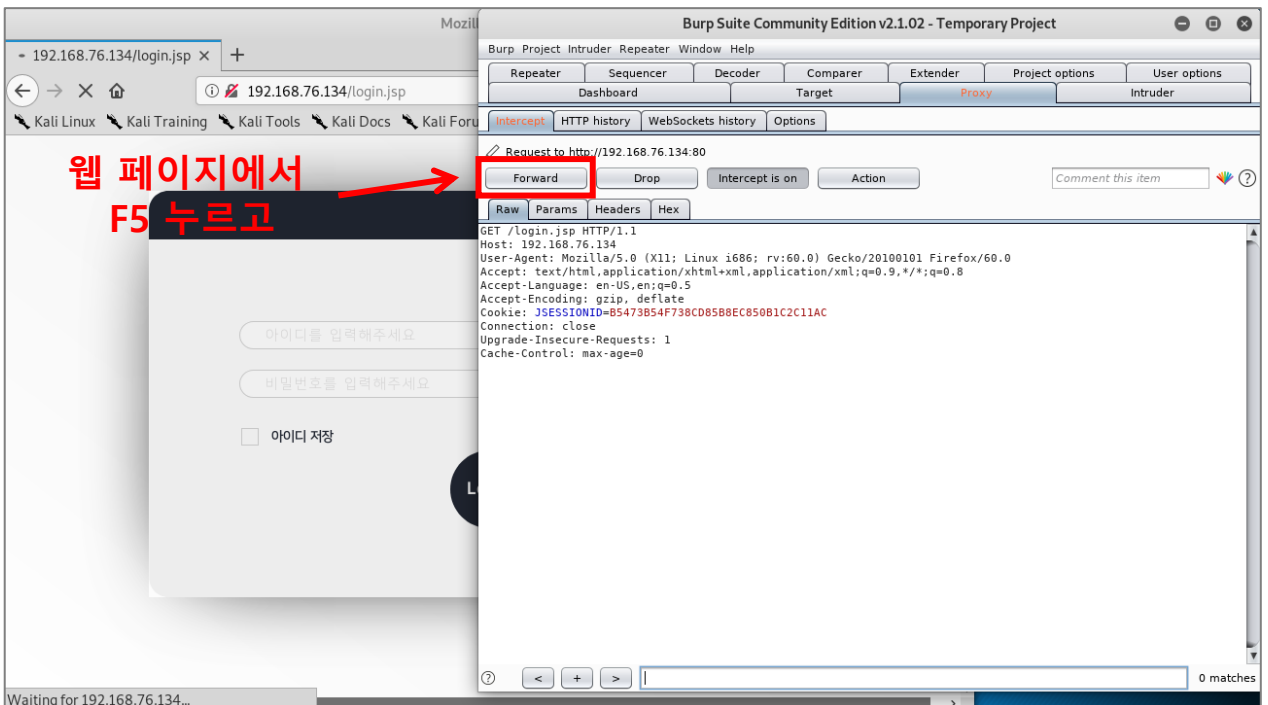 Mozill
192.168.76.134/login.jsp × +
192.168.76.134/login.jsp
Kali Linux Kali Training Kali Tools Kali Docs Kali Foru
웹 페이지에서
F5 누르고
아이디를 입력해주세요
비밀번호를 입력해주세요
아이디 저장
L
Waiting for 192.168.76.134...
Burp Suite Community Edition v2.1.02 - Temporary Project
Burp Project Intruder Repeater Window Help
Repeater Sequencer Decoder Comparer Extender Project options User options
Dashboard Target Proxy Intruder
Intercept HTTP history WebSockets history Options
Request to http://192.168.76.134:80
Forward Drop Intercept is on Action Comment this item ?
Raw Params Headers Hex
GET /login.jsp HTTP/1.1
Host: 192.168.76.134
User-Agent: Mozilla/5.0 (X11; Linux i686; rv:60.0) Gecko/20100101 Firefox/60.0
Accept: text/html,application/xhtml+xml,application/xml;q=0.9,*/*;q=0.8
Accept-Language: en-US,en;q=0.5
Accept-Encoding: gzip, deflate
Cookie: JSESSIONID=B5473B54F738CD85B8EC850B1C2C11AC
Connection: close
Upgrade-Insecure-Requests: 1
Cache-Control: max-age=0
? < + > 0 matches